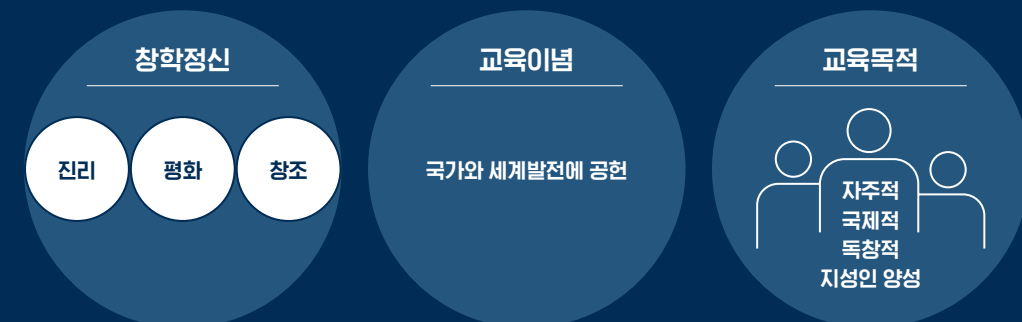 창학정신
진리
평화
창조
교육이념
국가와 세계발전에 공헌
교육목적
자주적
국제적
독창적
지성인 양성